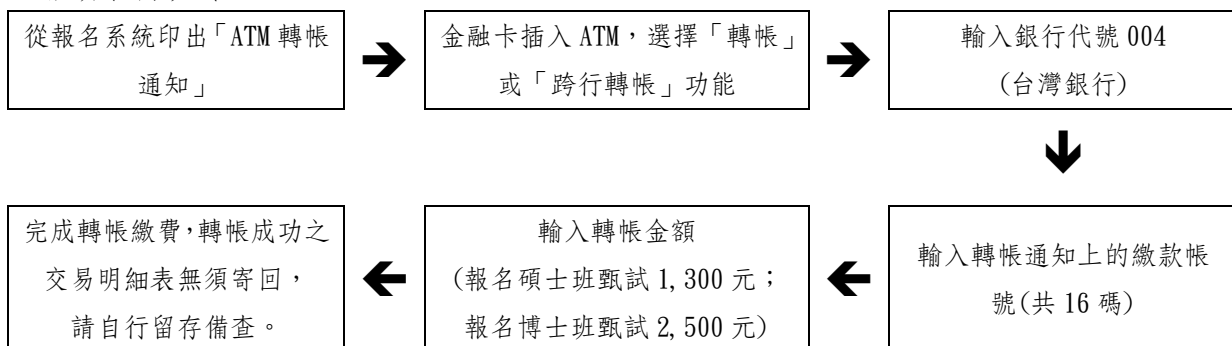 從報名系統印出「ATM 轉帳
通知」
金融卡插入 ATM，選擇「轉帳」
或「跨行轉帳」功能
輸入銀行代號 004
(台灣銀行)
輸入轉帳通知上的繳款帳
號(共 16 碼)
輸入轉帳金額
(報名碩士班甄試 1,300 元；
報名博士班甄試 2,500 元)
完成轉帳繳費，轉帳成功之
交易明細表無須寄回，
請自行留存備查。